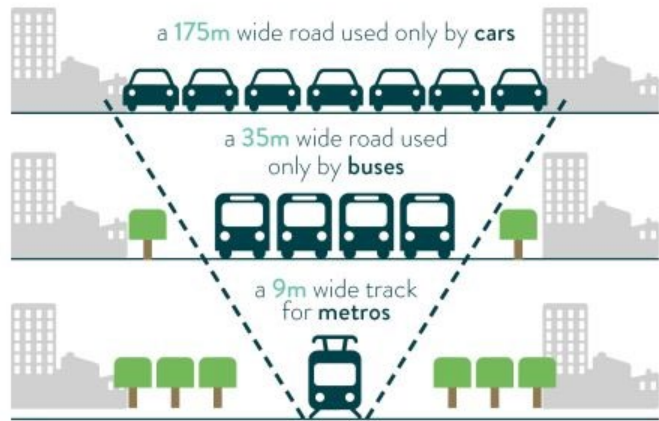 a 175m wide road used only by cars
a 35m wide road used
only by buses
a 9m wide track
for metros